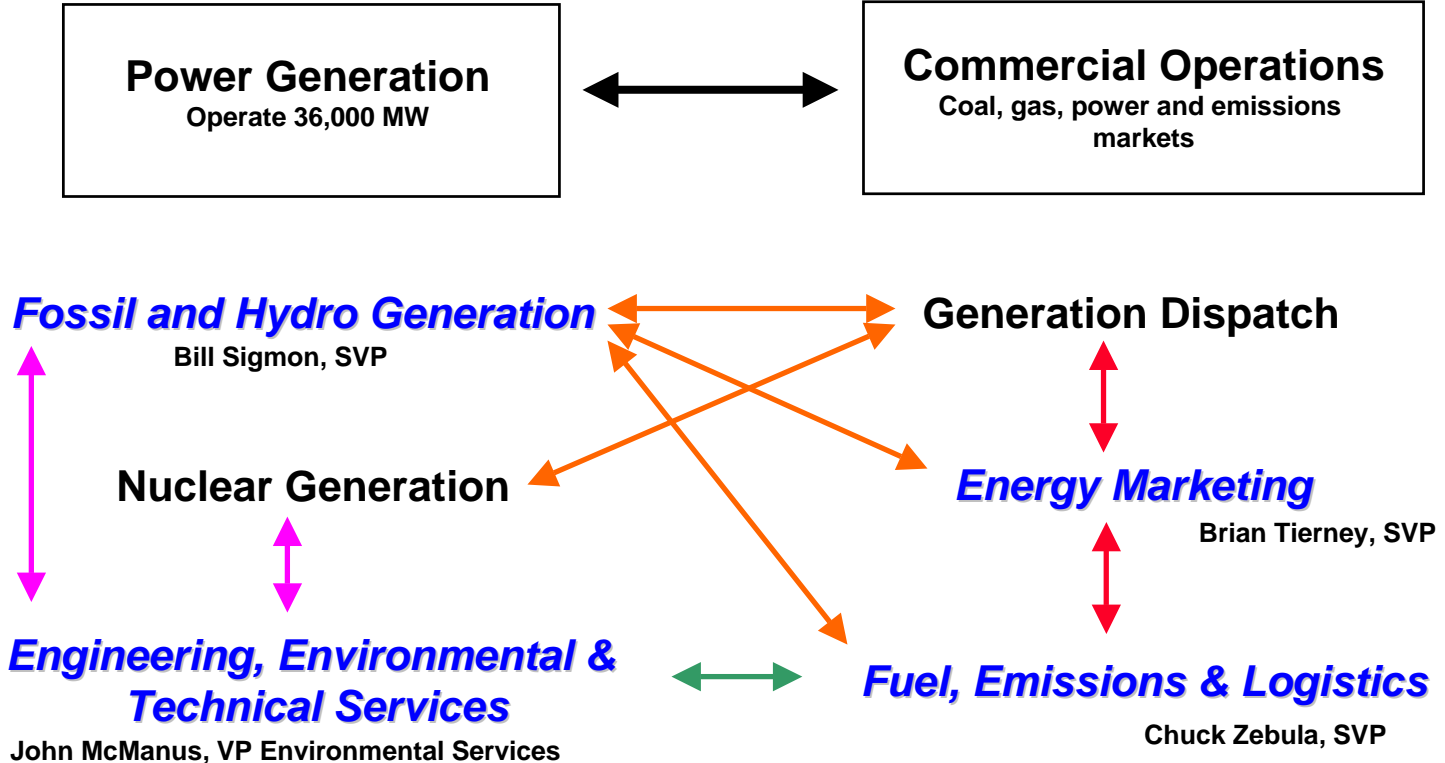 Power Generation
Operate 36,000 MW
Commercial Operations
Coal, gas, power and emissions
markets
Fossil and Hydro Generation
Bill Sigmon, SVP
Generation Dispatch
Nuclear Generation
Energy Marketing
Brian Tierney, SVP
Engineering, Environmental &
Technical Services
John McManus, VP Environmental Services
Fuel, Emissions & Logistics
Chuck Zebula, SVP